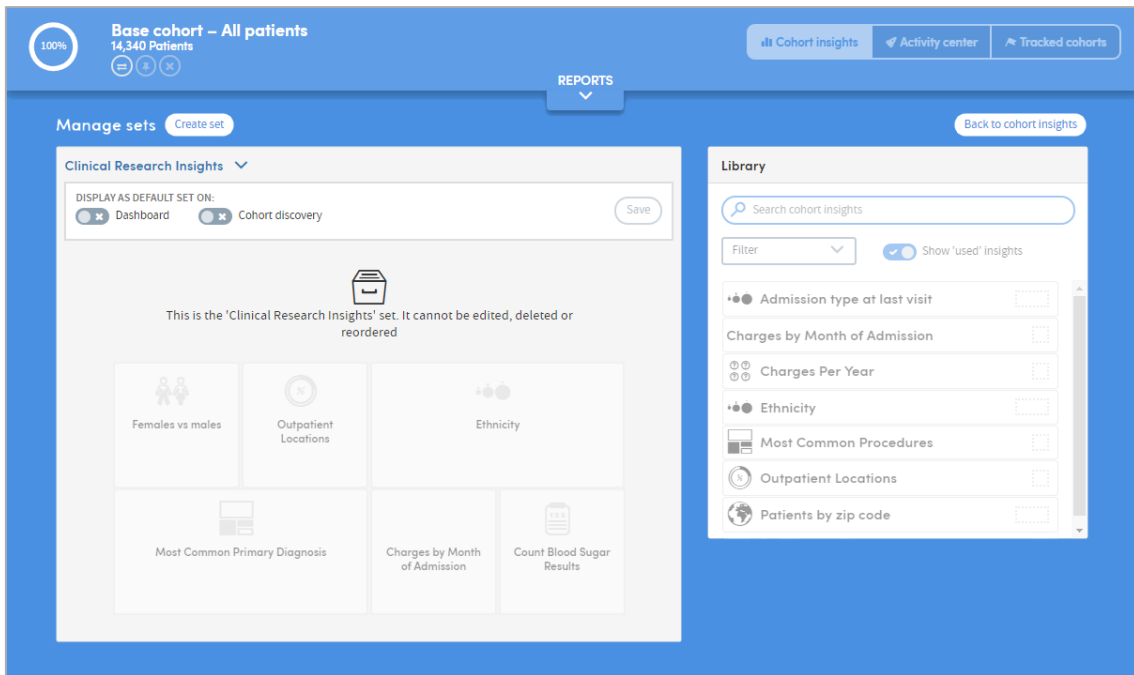 100%
Base cohort – All patients
14,340 Patients
Cohort insights
Activity center
Tracked cohorts
REPORTS
Manage sets
Create set
Back to cohort insights
Clinical Research Insights
DISPLAY AS DEFAULT SET ON:
Dashboard
Cohort discovery
Save
This is the 'Clinical Research Insights' set. It cannot be edited, deleted or
reordered
Females vs males
Outpatient
Locations
Ethnicity
Most Common Primary Diagnosis
Charges by Month
of Admission
Count Blood Sugar
Results
Library
Search cohort insights
Filter
Show 'used' insights
Admission type at last visit
Charges by Month of Admission
Charges Per Year
Ethnicity
Most Common Procedures
Outpatient Locations
Patients by zip code